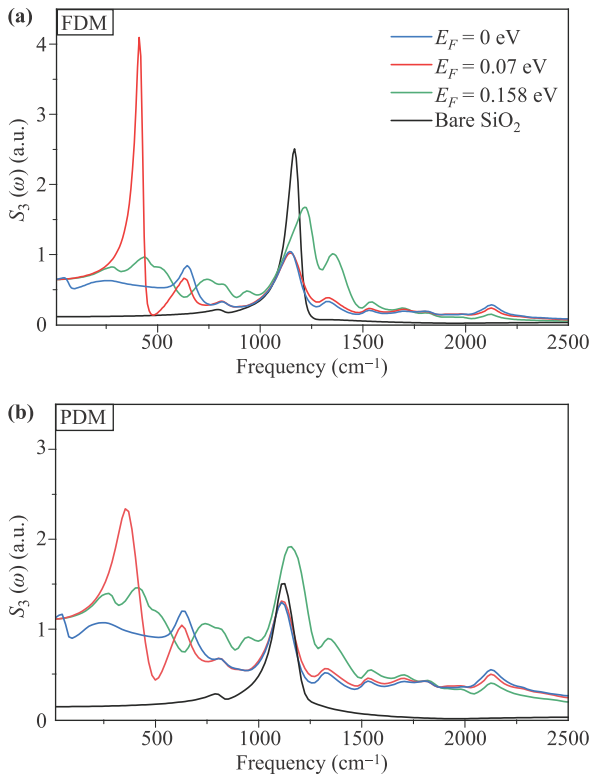 (a) FDM
E_F = 0 eV
E_F = 0.07 eV
E_F = 0.158 eV
Bare SiO₂
S₃ (ω) (a.u.)
4
3
2
1
0
500 1000 1500 2000 2500
Frequency (cm⁻¹)
(b) PDM
S₃ (ω) (a.u.)
3
2
1
0
500 1000 1500 2000 2500
Frequency (cm⁻¹)